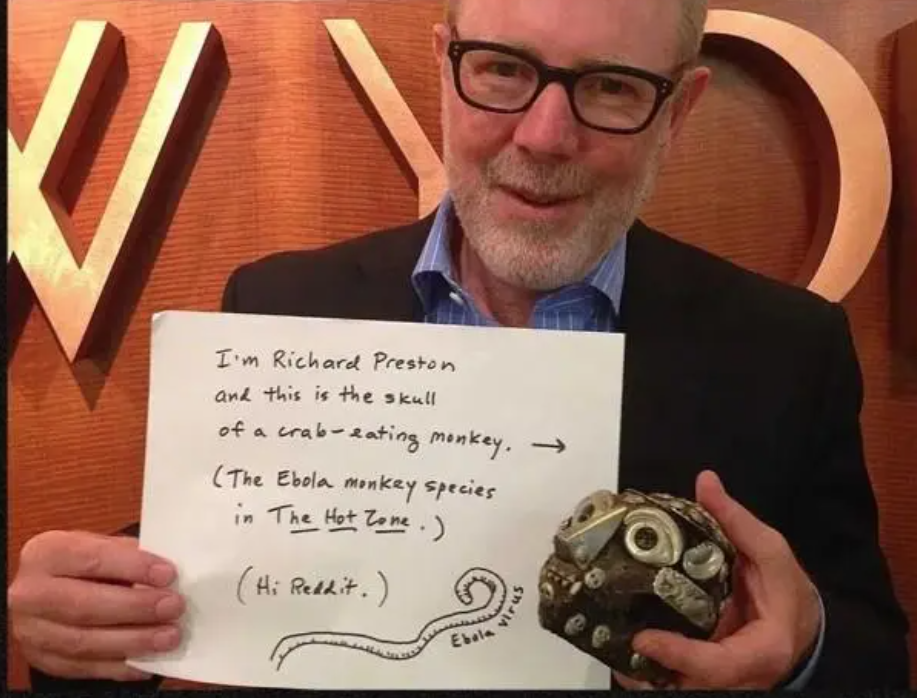 WYO
I'm Richard Preston
and this is the skull
of a crab-eating monkey. →
(The Ebola monkey species
in The Hot Zone.)
(Hi Reddit.)
Ebola virus